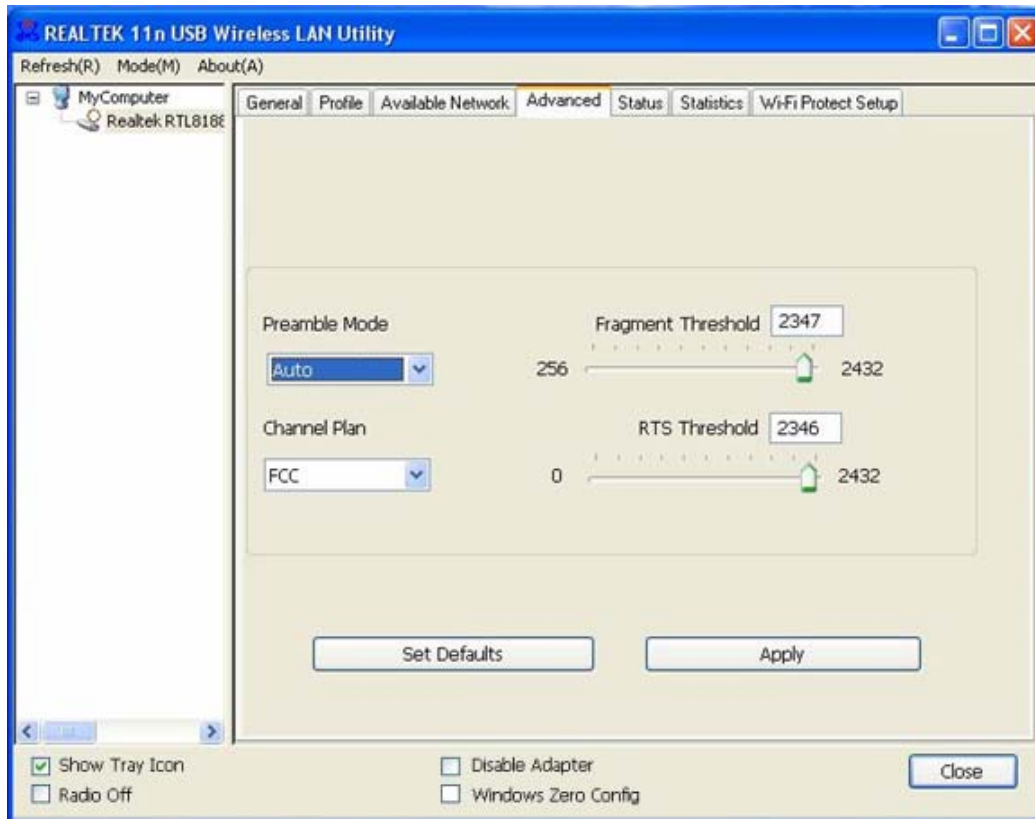 REALTEK 11n USB Wireless LAN Utility
Refresh(R) Mode(M) About(A)
MyComputer
Realtek RTL8188
General Profile Available Network Advanced Status Statistics Wi-Fi Protect Setup
Preamble Mode
Auto
Fragment Threshold 2347
256 2432
Channel Plan
FCC
RTS Threshold 2346
0 2432
Set Defaults Apply
Show Tray Icon
Radio Off
Disable Adapter
Windows Zero Config
Close